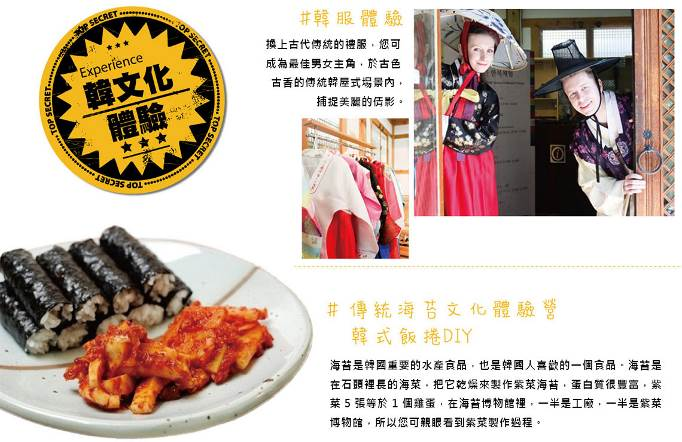 TOP SECRET
TOP SECRET
TOP SECRET
TOP SECRET
TOP SECRET
Experience
韓文化
體驗
#韓服體驗
換上古代傳統的禮服，您可
成為最佳男女主角，於古色
古香的傳統韓屋式場景內，
捕捉美麗的倩影。
# 傳統海苔文化體驗營
韓式飯捲DIY
海苔是韓國重要的水產食品，也是韓國人喜歡的一個食品。海苔是
在石頭裡長的海菜，把它乾燥來製作紫菜海苔，蛋白質很豐富，紫
菜 5 張等於 1 個雞蛋，在海苔博物館裡，一半是工廠，一半是紫菜
博物館，所以您可親眼看到紫菜製作過程。